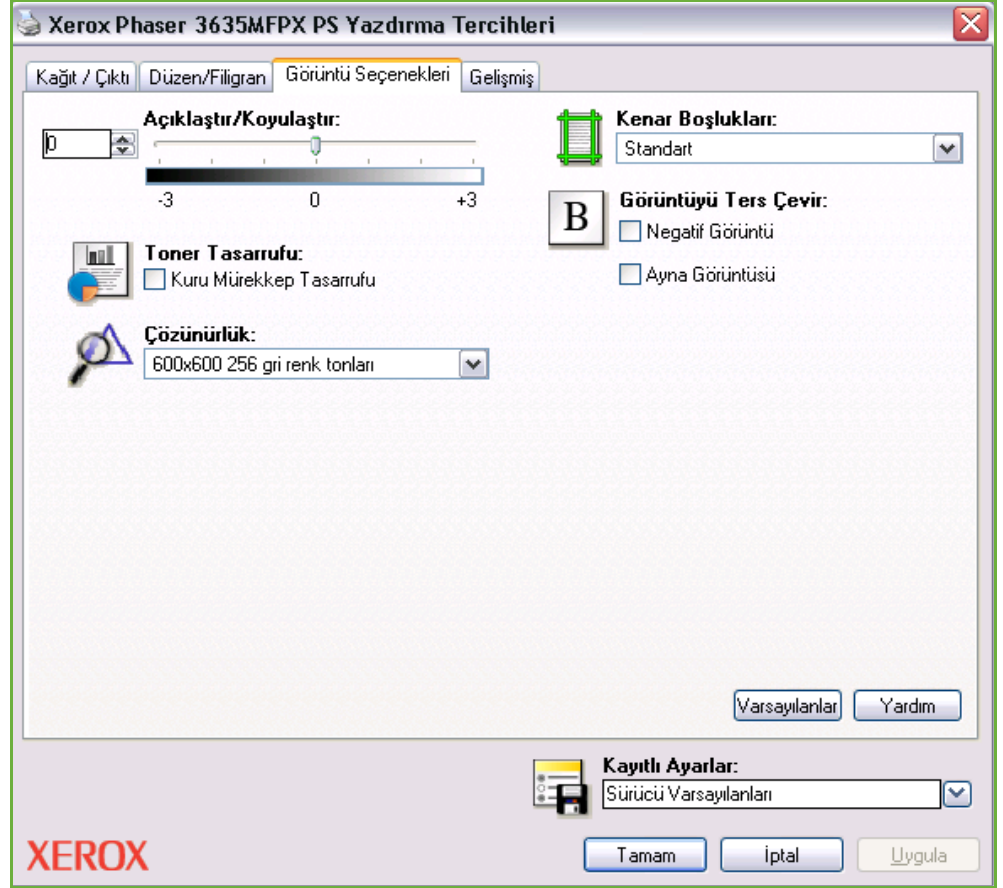 Xerox Phaser 3635MFPX PS Yazdırma Tercihleri
Kağıt / Çıktı Düzen/Filigran Görüntü Seçenekleri Gelişmiş
Açıklaştır/Koyulaştır:
0
-3 0 +3
Toner Tasarrufu:
Kuru Mürekkep Tasarrufu
Çözünürlük:
600x600 256 gri renk tonları
Kenar Boşlukları:
Standart
B
Görüntüyü Ters Çevir:
Negatif Görüntü
Ayna Görüntüsü
Varsayılanlar Yardım
Kayıtlı Ayarlar:
Sürücü Varsayılanları
XEROX
Tamam İptal Uygula